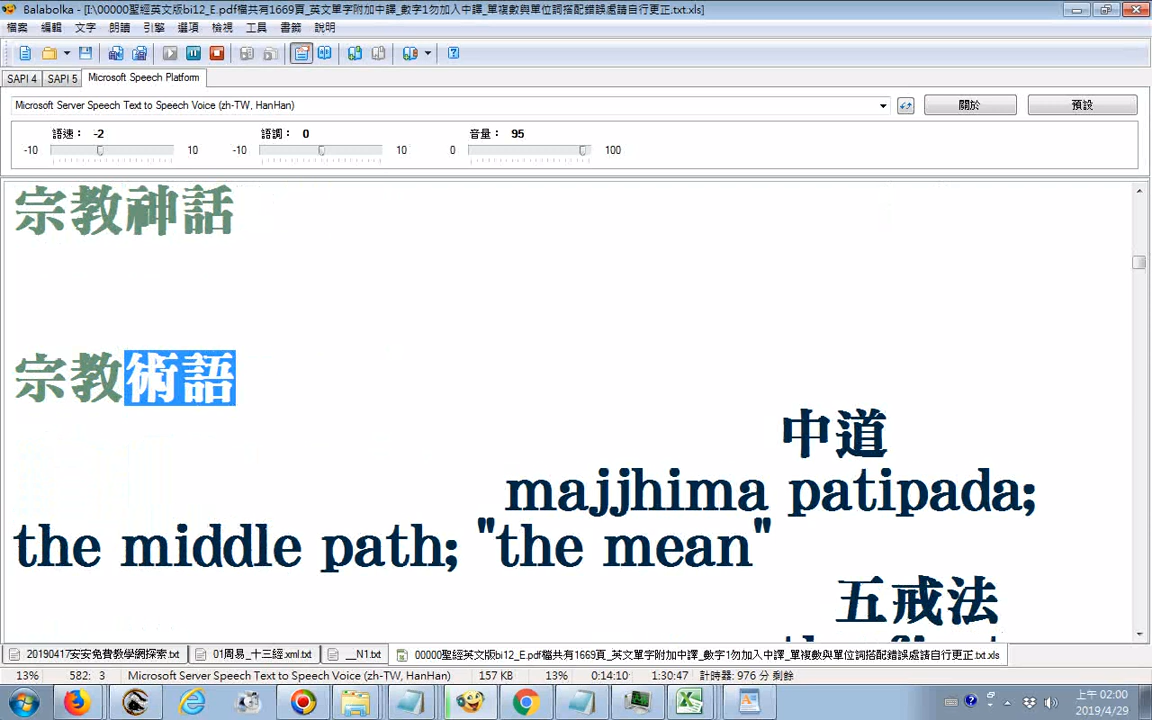 Balabolka - [I:\00000聖經英文版bi12_E.pdf檔共有1669頁_英文單字附加中譯_數字1勿加入中譯_單複數與單位詞搭配錯誤處請自行更正.txt.xls]
檔案 編輯 文字 朗讀 引擎 選項 檢視 工具 書籤 說明
SAPI 4 SAPI 5 Microsoft Speech Platform
Microsoft Server Speech Text to Speech Voice (zh-TW, HanHan) 關於 預設
語速： -2 語調： 0 音量： 95
-10 10 -10 10 0 100
宗教神話
宗教術語
中道
majjhima patipada;
the middle path; "the mean"
五戒法
20190417安安免費教學網探索.txt 01周易_十三經.xml.txt __N1.txt 00000聖經英文版bi12_E.pdf檔共有1669頁_英文單字附加中譯_數字1勿加入中譯_單複數與單位詞搭配錯誤處請自行更正.txt.xls
13% 582: 3 Microsoft Server Speech Text to Speech Voice (zh-TW, HanHan) 157 KB 13% 0:14:10 1:30:47 計時器: 976 分 剩餘
上午 02:00
2019/4/29